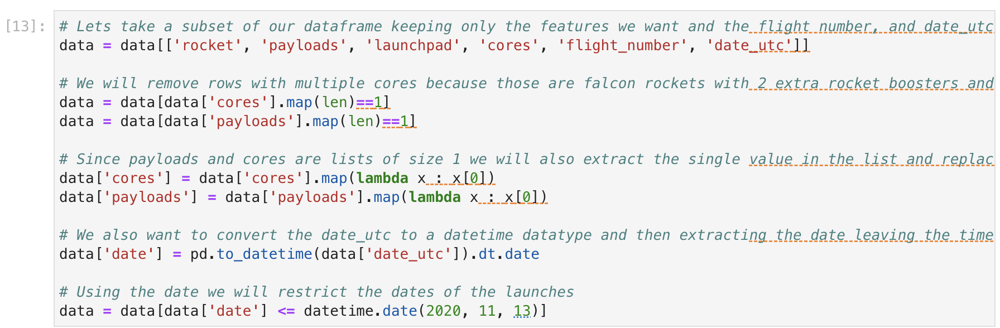 [13]: # Lets take a subset of our dataframe keeping only the features we want and the flight number, and date_utc
data = data[['rocket', 'payloads', 'launchpad', 'cores', 'flight_number', 'date_utc']]
# We will remove rows with multiple cores because those are falcon rockets with 2 extra rocket boosters and
data = data[data['cores'].map(len)==1]
data = data[data['payloads'].map(len)==1]
# Since payloads and cores are lists of size 1 we will also extract the single value in the list and replac
data['cores'] = data['cores'].map(lambda x : x[0])
data['payloads'] = data['payloads'].map(lambda x : x[0])
# We also want to convert the date_utc to a datetime datatype and then extracting the date leaving the time
data['date'] = pd.to_datetime(data['date_utc']).dt.date
# Using the date we will restrict the dates of the launches
data = data[data['date'] <= datetime.date(2020, 11, 13)]